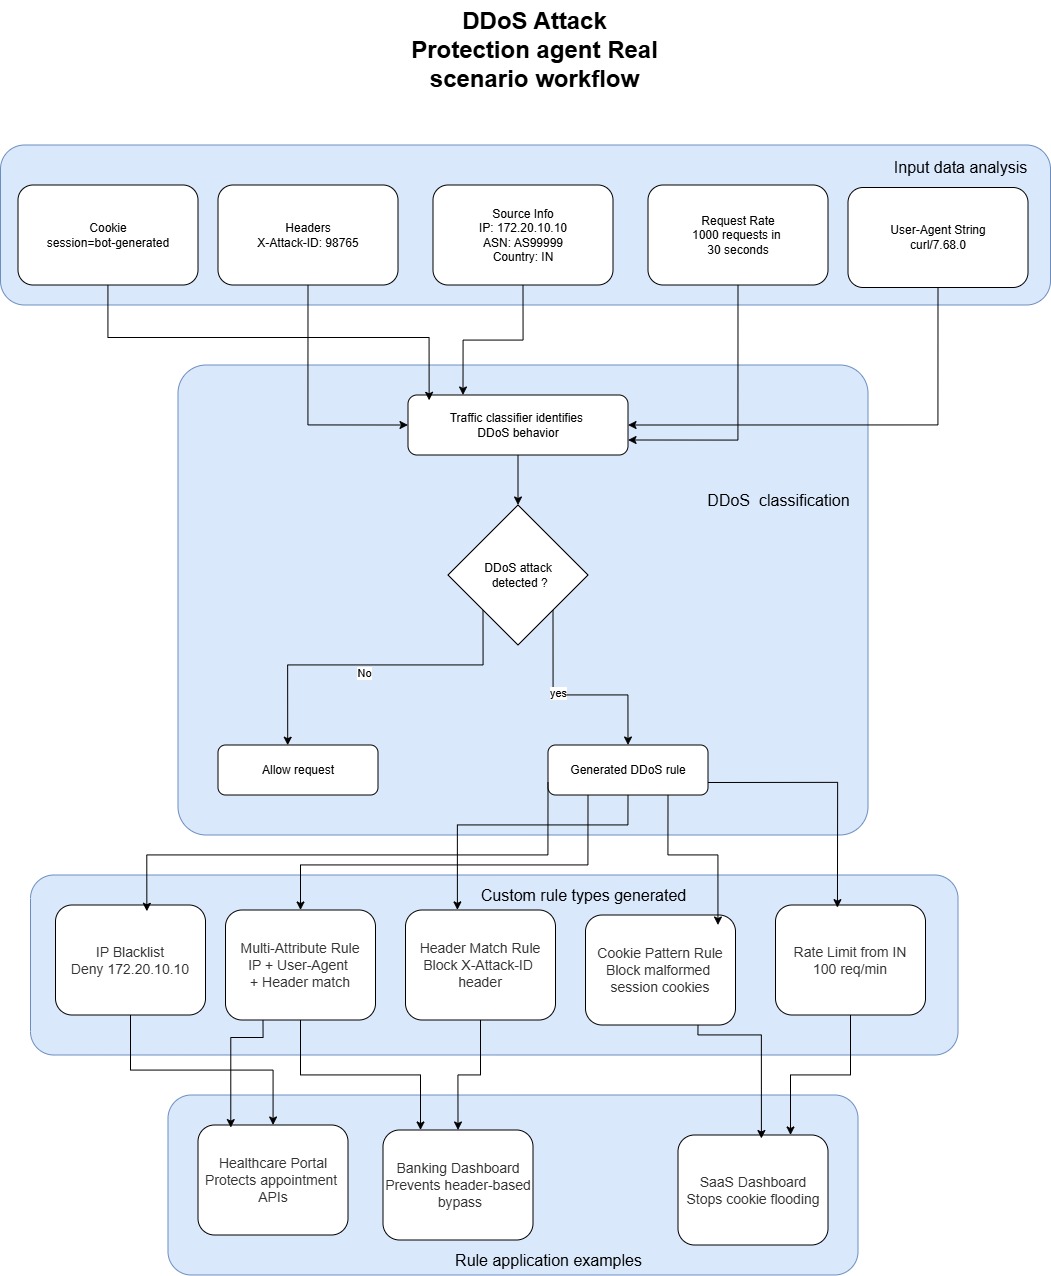 DDoS Attack
Protection agent Real
scenario workflow
Input data analysis
Cookie
session=bot-generated
Headers
X-Attack-ID: 98765
Source Info
IP: 172.20.10.10
ASN: AS99999
Country: IN
Request Rate
1000 requests in
30 seconds
User-Agent String
curl/7.68.0
Traffic classifier identifies
DDoS behavior
DDoS  classification
DDoS attack
detected ?
No
yes
Allow request
Generated DDoS rule
Custom rule types generated
IP Blacklist
Deny 172.20.10.10
Multi-Attribute Rule
IP + User-Agent
+ Header match
Header Match Rule
Block X-Attack-ID
header
Cookie Pattern Rule
Block malformed
session cookies
Rate Limit from IN
100 req/min
Healthcare Portal
Protects appointment
APIs
Banking Dashboard
Prevents header-based
bypass
SaaS Dashboard
Stops cookie flooding
Rule application examples